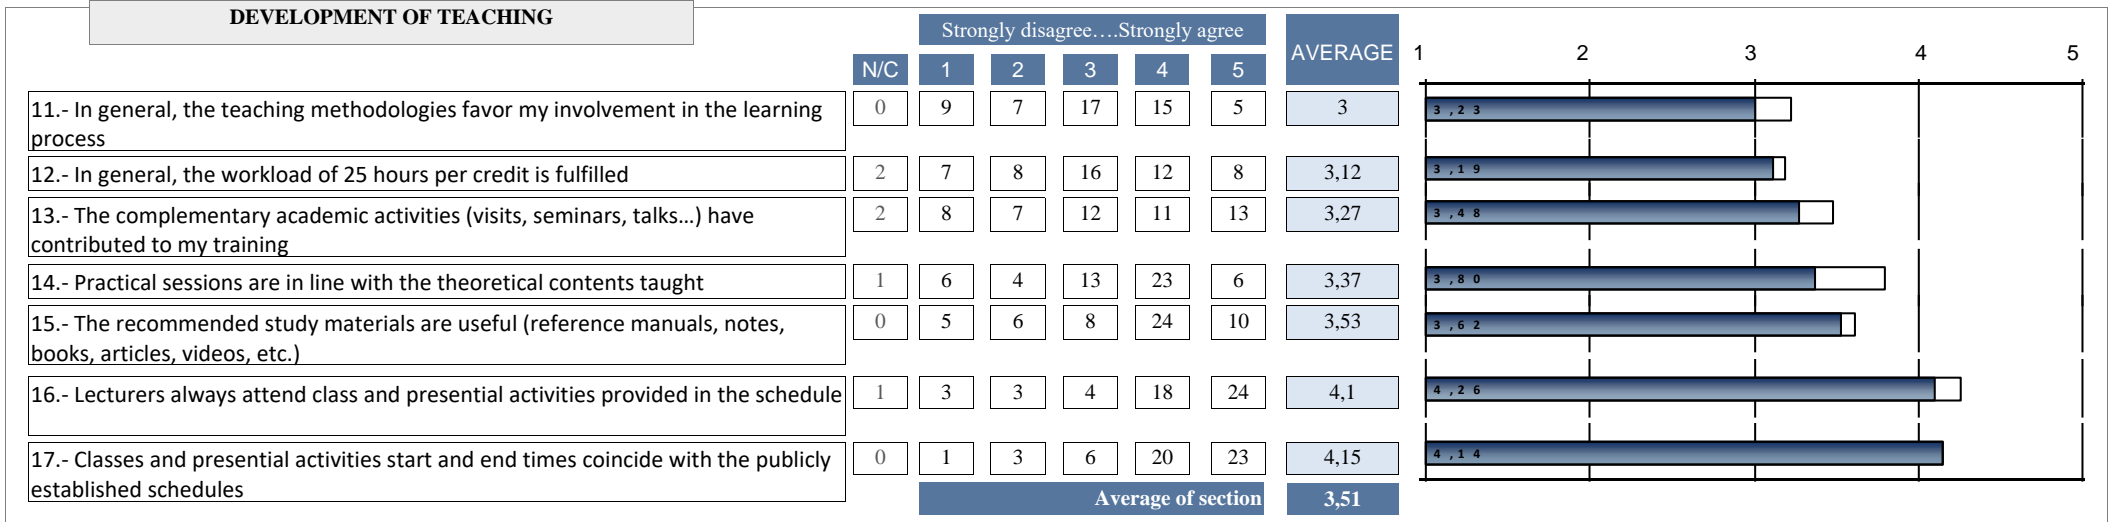 DEVELOPMENT OF TEACHING
Strongly disagree….Strongly agree
AVERAGE
N/C 1 2 3 4 5
1 2 3 4 5
11.- In general, the teaching methodologies favor my involvement in the learning
process
0 9 7 17 15 5 3
3,23
12.- In general, the workload of 25 hours per credit is fulfilled
2 7 8 16 12 8 3,12
3,19
13.- The complementary academic activities (visits, seminars, talks…) have
contributed to my training
2 8 7 12 11 13 3,27
3,48
14.- Practical sessions are in line with the theoretical contents taught
1 6 4 13 23 6 3,37
3,80
15.- The recommended study materials are useful (reference manuals, notes,
books, articles, videos, etc.)
0 5 6 8 24 10 3,53
3,62
16.- Lecturers always attend class and presential activities provided in the schedule
1 3 3 4 18 24 4,1
4,26
17.- Classes and presential activities start and end times coincide with the publicly
established schedules
0 1 3 6 20 23 4,15
4,14
Average of section 3,51